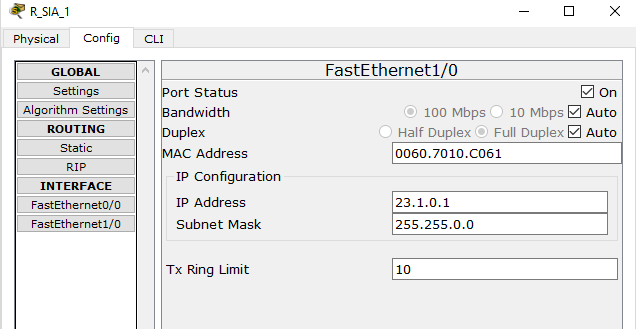 R_SIA_1
Physical Config CLI
GLOBAL
Settings
Algorithm Settings
ROUTING
Static
RIP
INTERFACE
FastEthernet0/0
FastEthernet1/0
FastEthernet1/0
Port Status On
Bandwidth 100 Mbps 10 Mbps Auto
Duplex Half Duplex Full Duplex Auto
MAC Address 0060.7010.C061
IP Configuration
IP Address 23.1.0.1
Subnet Mask 255.255.0.0
Tx Ring Limit 10